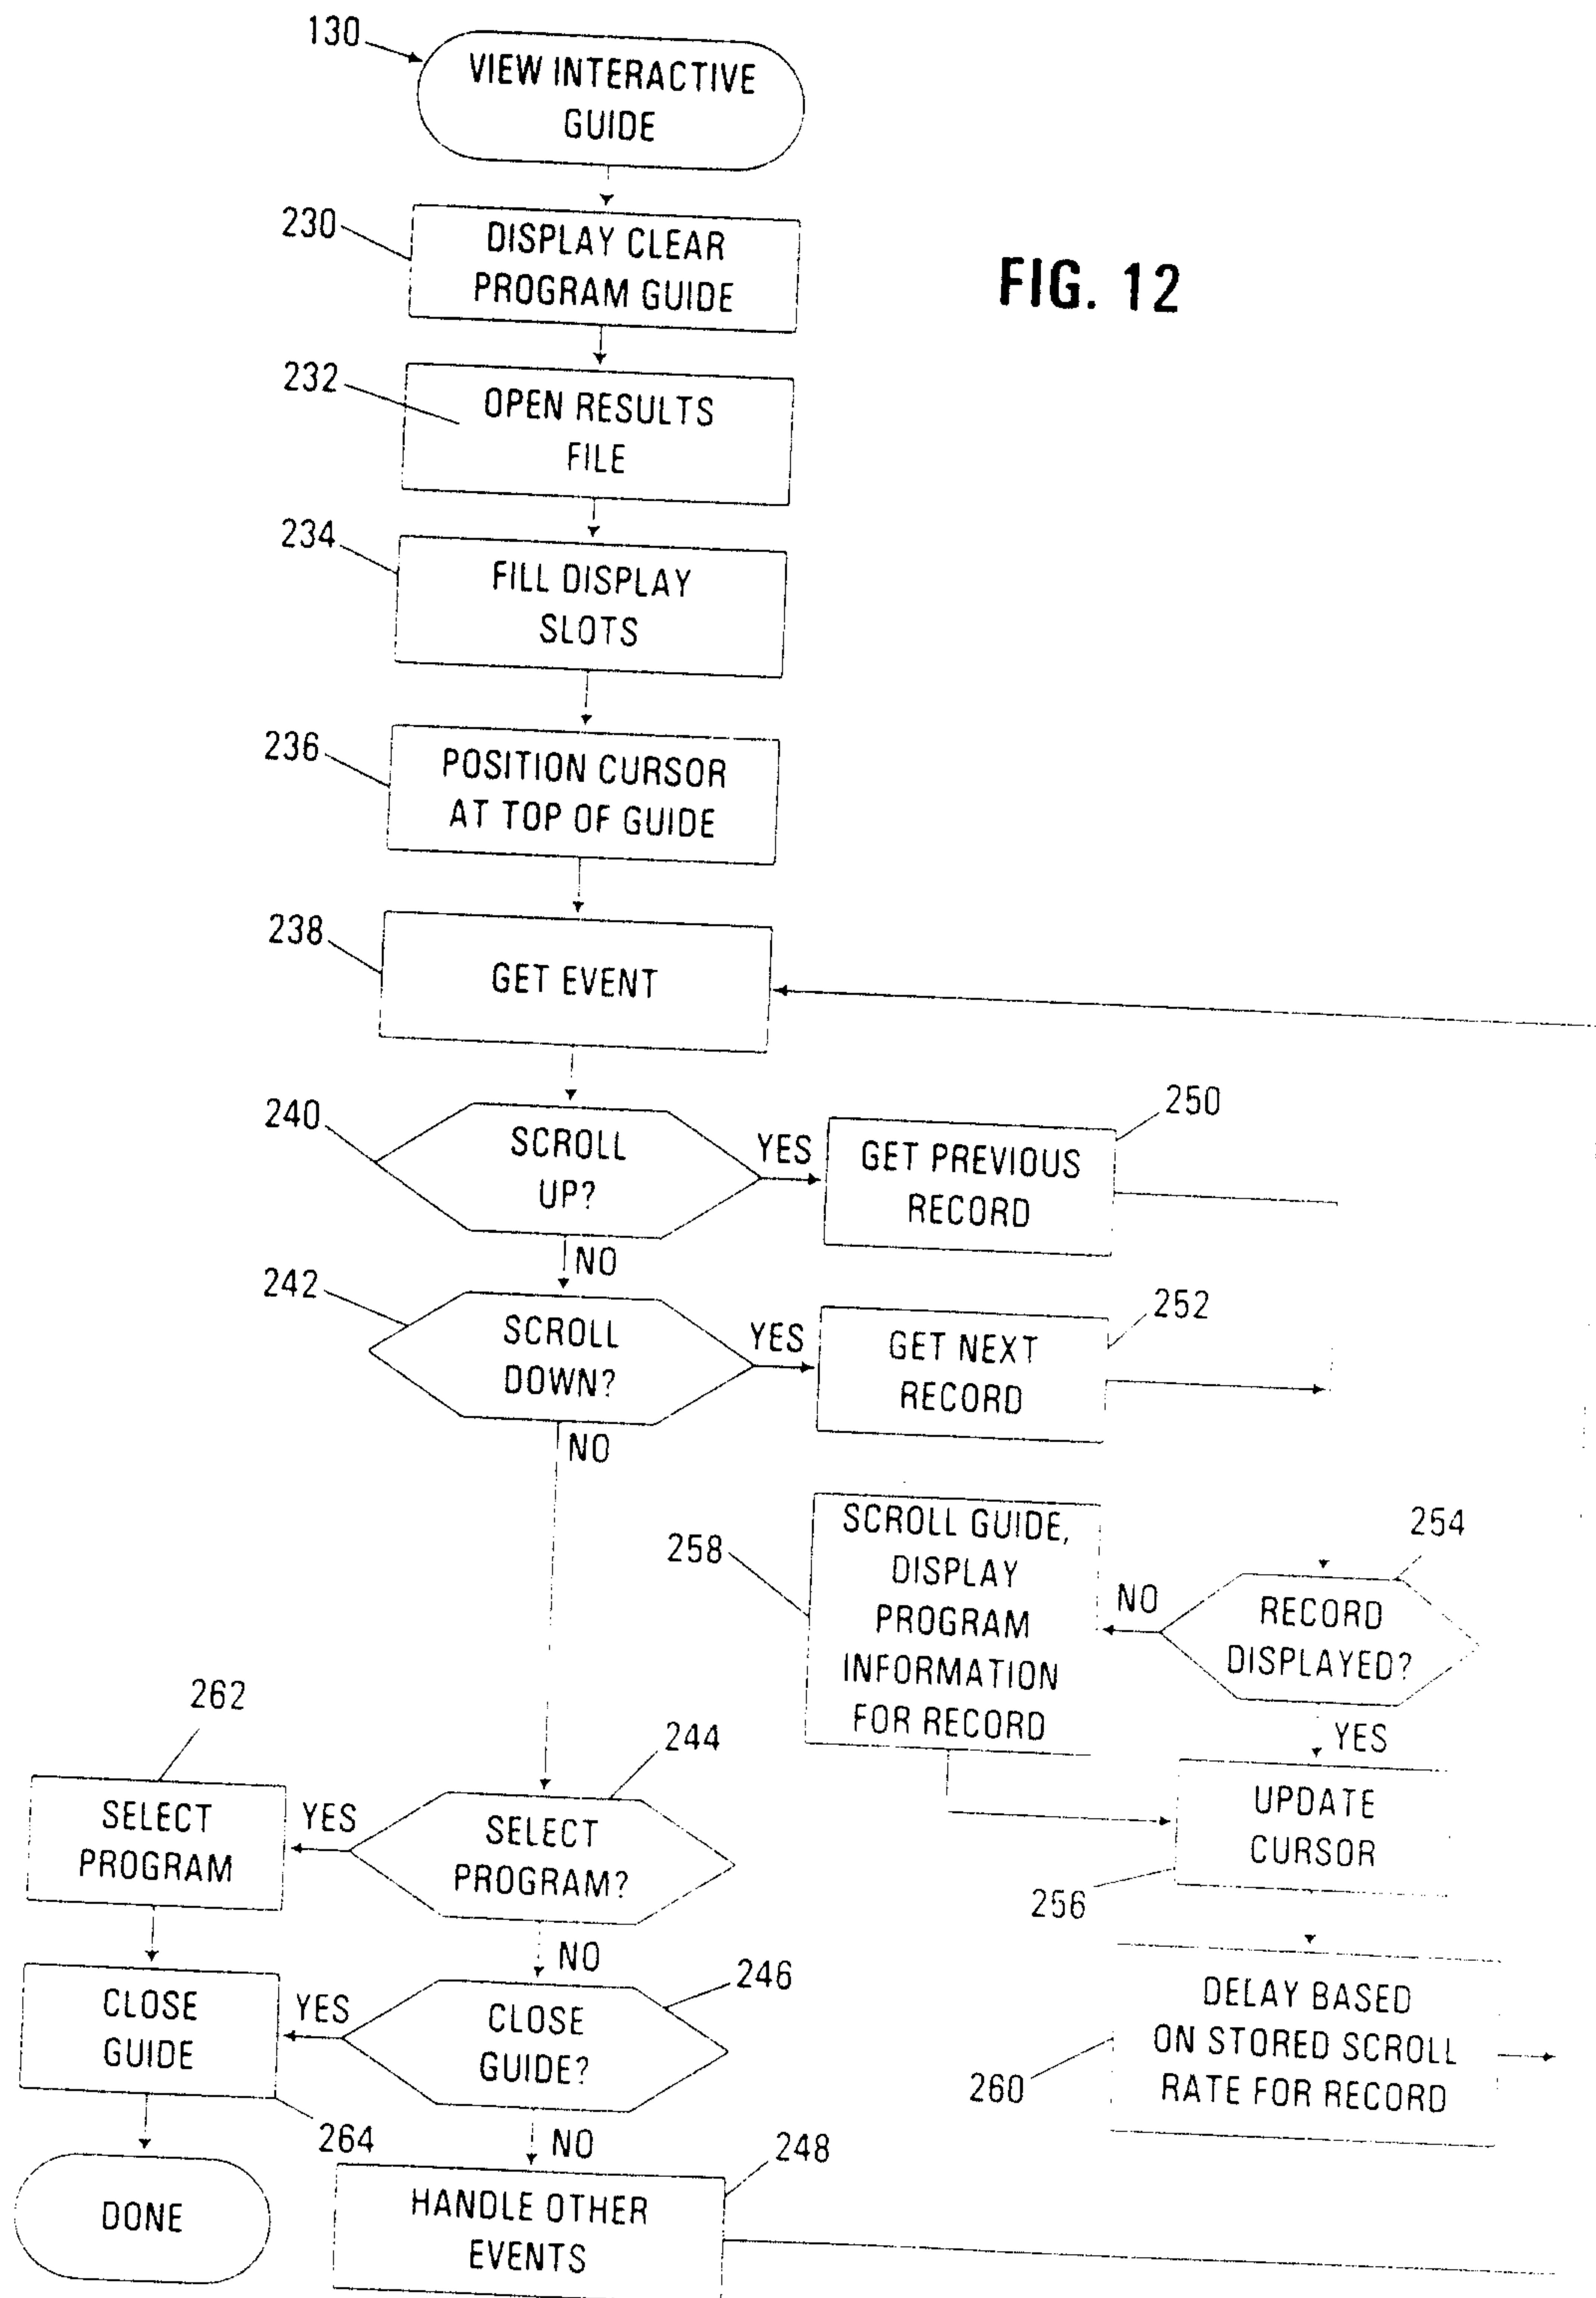 130
VIEW INTERACTIVE
GUIDE
230
DISPLAY CLEAR
PROGRAM GUIDE
FIG. 12
232
OPEN RESULTS
FILE
234
FILL DISPLAY
SLOTS
236
POSITION CURSOR
AT TOP OF GUIDE
238
GET EVENT
240
SCROLL
UP?
YES
250
GET PREVIOUS
RECORD
NO
242
SCROLL
DOWN?
YES
252
GET NEXT
RECORD
NO
258
SCROLL GUIDE,
DISPLAY
PROGRAM
INFORMATION
FOR RECORD
NO
254
RECORD
DISPLAYED?
YES
262
SELECT
PROGRAM
YES
244
SELECT
PROGRAM?
UPDATE
CURSOR
256
NO
CLOSE
GUIDE
YES
246
CLOSE
GUIDE?
260
DELAY BASED
ON STORED SCROLL
RATE FOR RECORD
264
NO
248
DONE
HANDLE OTHER
EVENTS